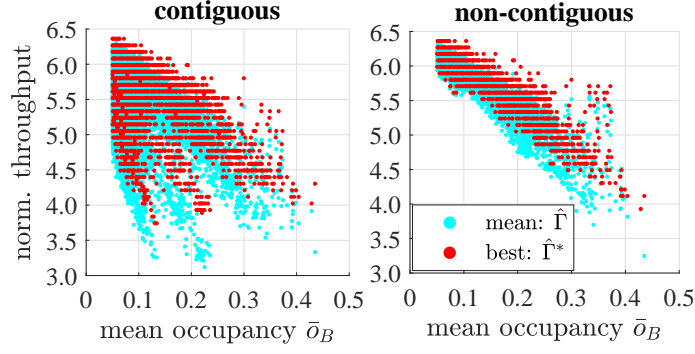 contiguous
norm. throughput
6.5
6.0
5.5
5.0
4.5
4.0
3.5
3.0
0 0.1 0.2 0.3 0.4 0.5
mean occupancy ō_B
non-contiguous
6.5
6.0
5.5
5.0
4.5
4.0
3.5
3.0
mean: Γ̂
best: Γ̂*
0 0.1 0.2 0.3 0.4 0.5
mean occupancy ō_B